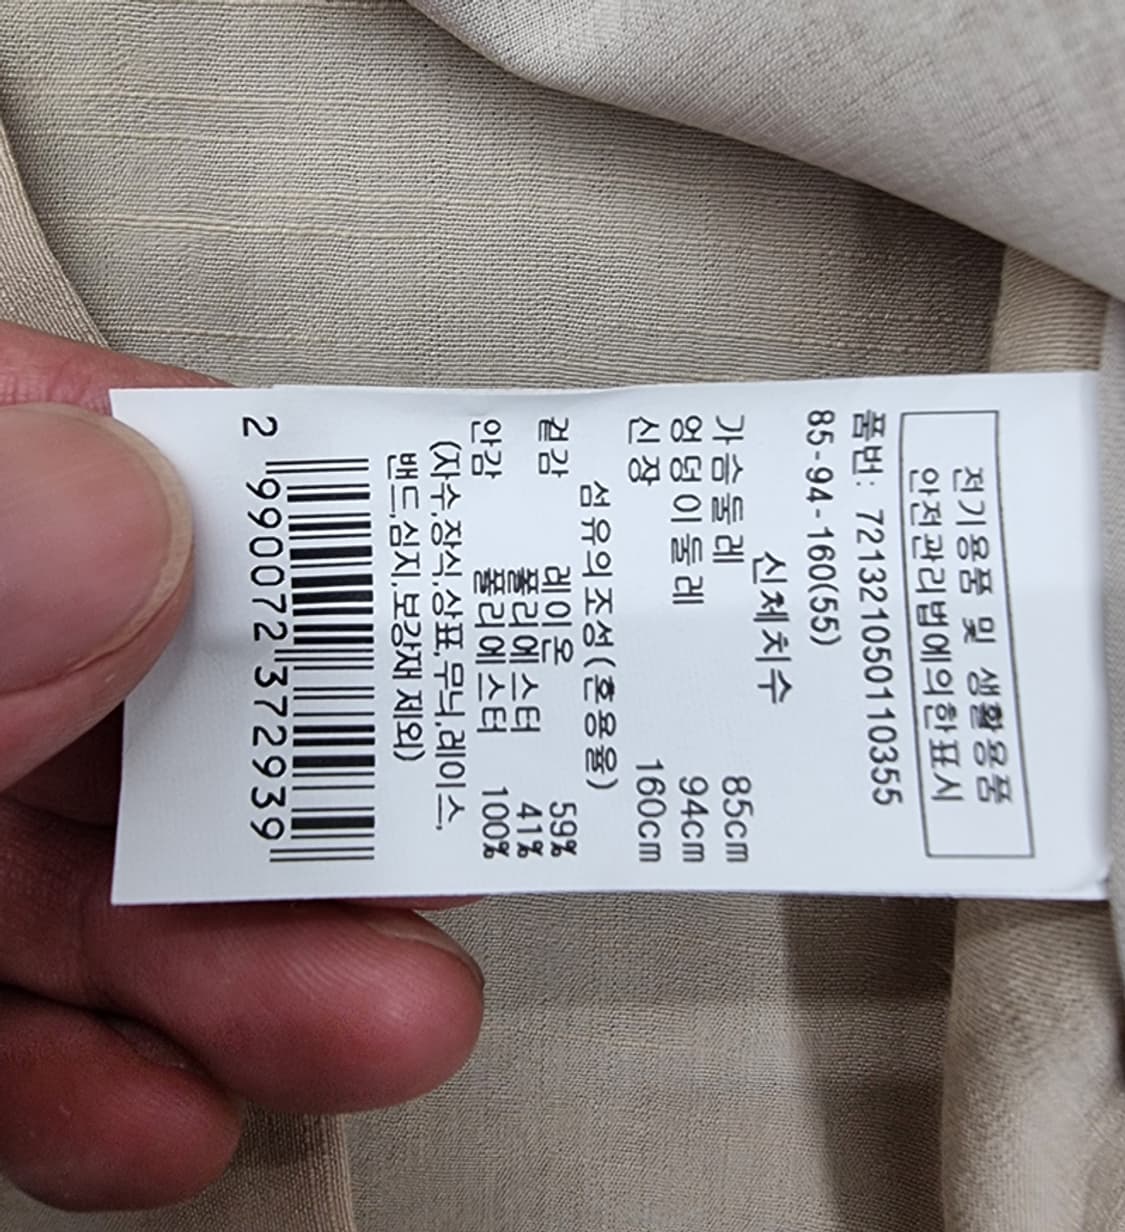 전기용품 및 생활용품
안전관리법에의한표시
품번: 7213210501110355
85-94-160(55)
신체치수
가슴둘레 85cm
엉덩이둘레 94cm
신장 160cm
섬유의조성(혼용율)
겉감 레이온 59%
폴리에스터 41%
안감 폴리에스터 100%
(자수,장식,상표,무늬,레이스,
밴드,심지,보강재 제외)
2 990072 372939